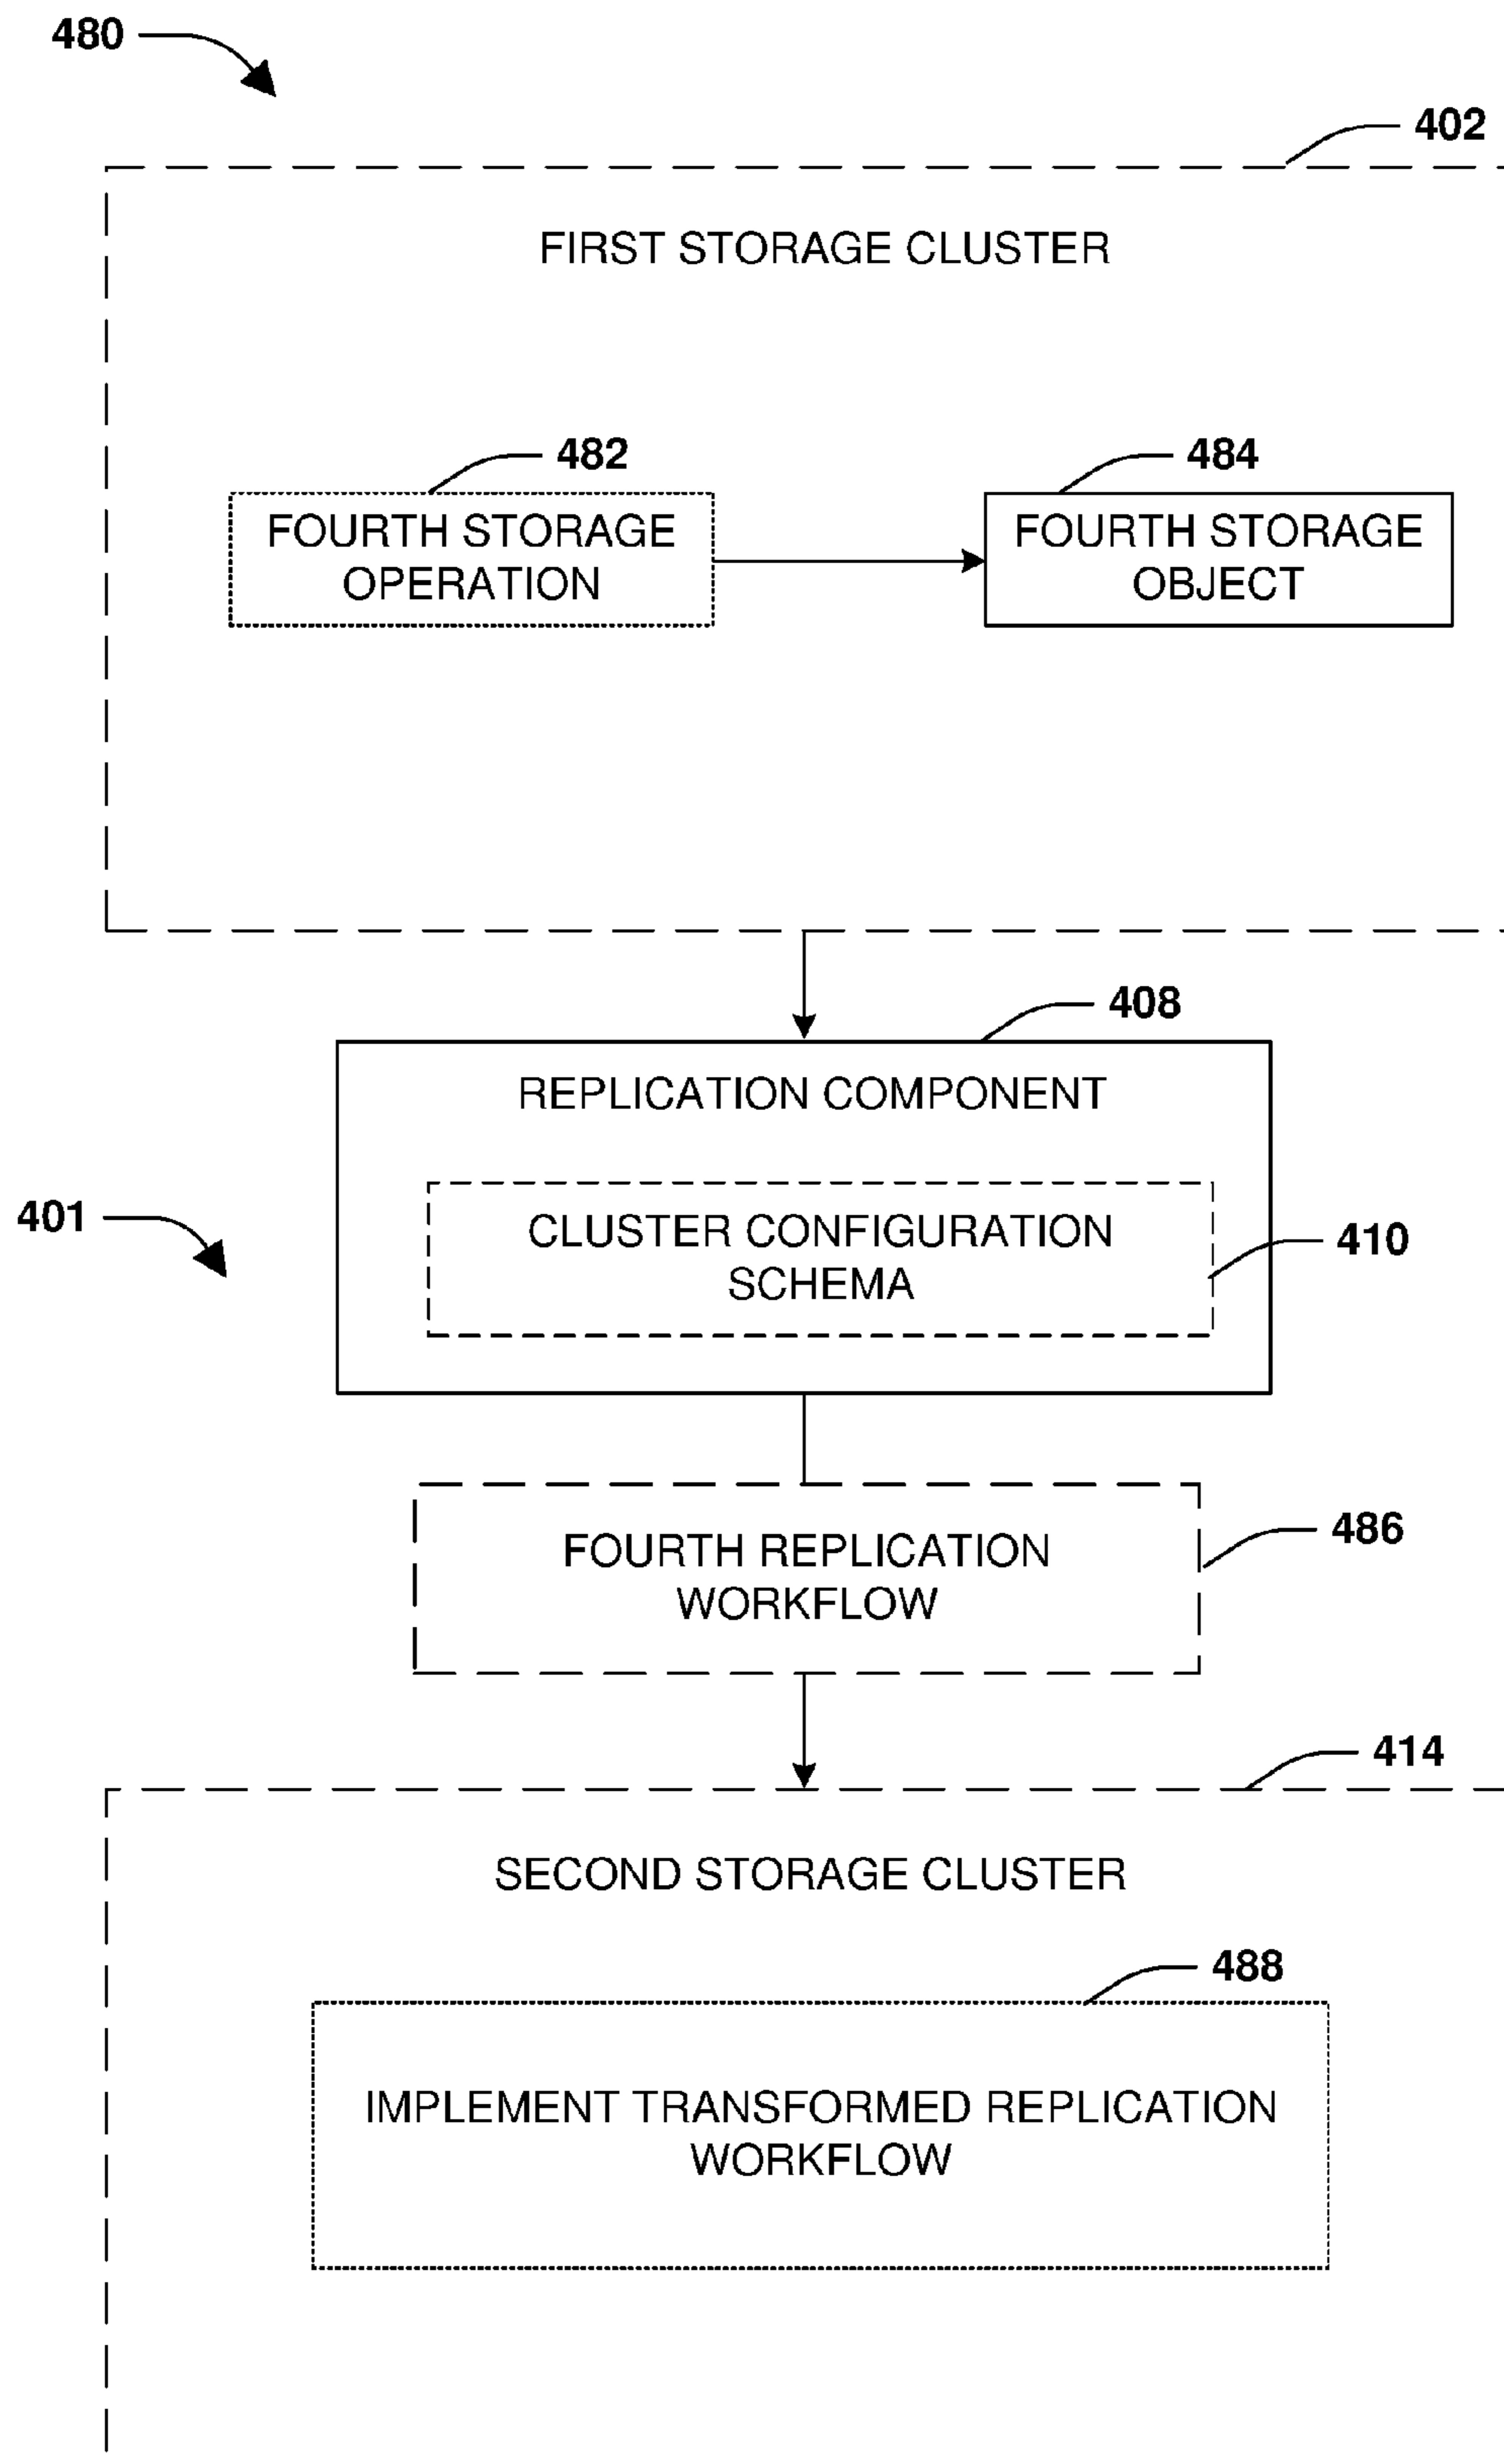 480
402
FIRST STORAGE CLUSTER
482
484
FOURTH STORAGE
OPERATION
FOURTH STORAGE
OBJECT
408
REPLICATION COMPONENT
401
CLUSTER CONFIGURATION
SCHEMA
410
486
FOURTH REPLICATION
WORKFLOW
414
SECOND STORAGE CLUSTER
488
IMPLEMENT TRANSFORMED REPLICATION
WORKFLOW